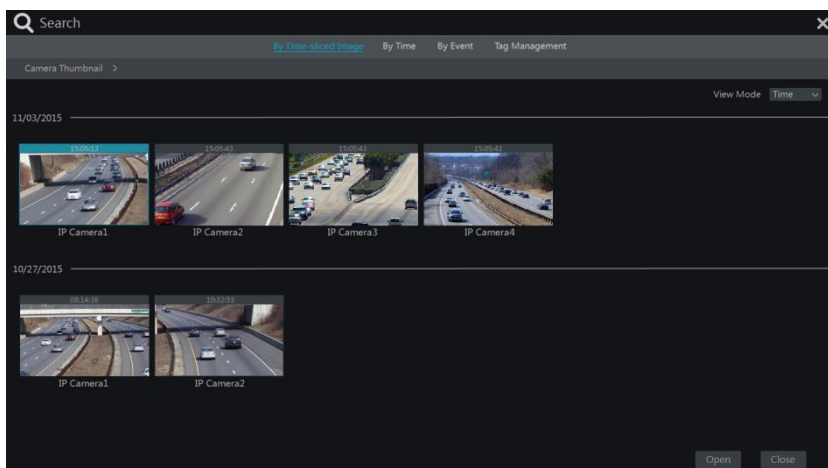 Search
By Time-sliced Image By Time By Event Tag Management
Camera Thumbnail >
View Mode Time
11/03/2015
15:05:13 15:05:43 15:05:43 15:05:43
IP Camera1 IP Camera2 IP Camera3 IP Camera4
10/27/2015
08:14:38 10:32:53
IP Camera1 IP Camera2
Open Close